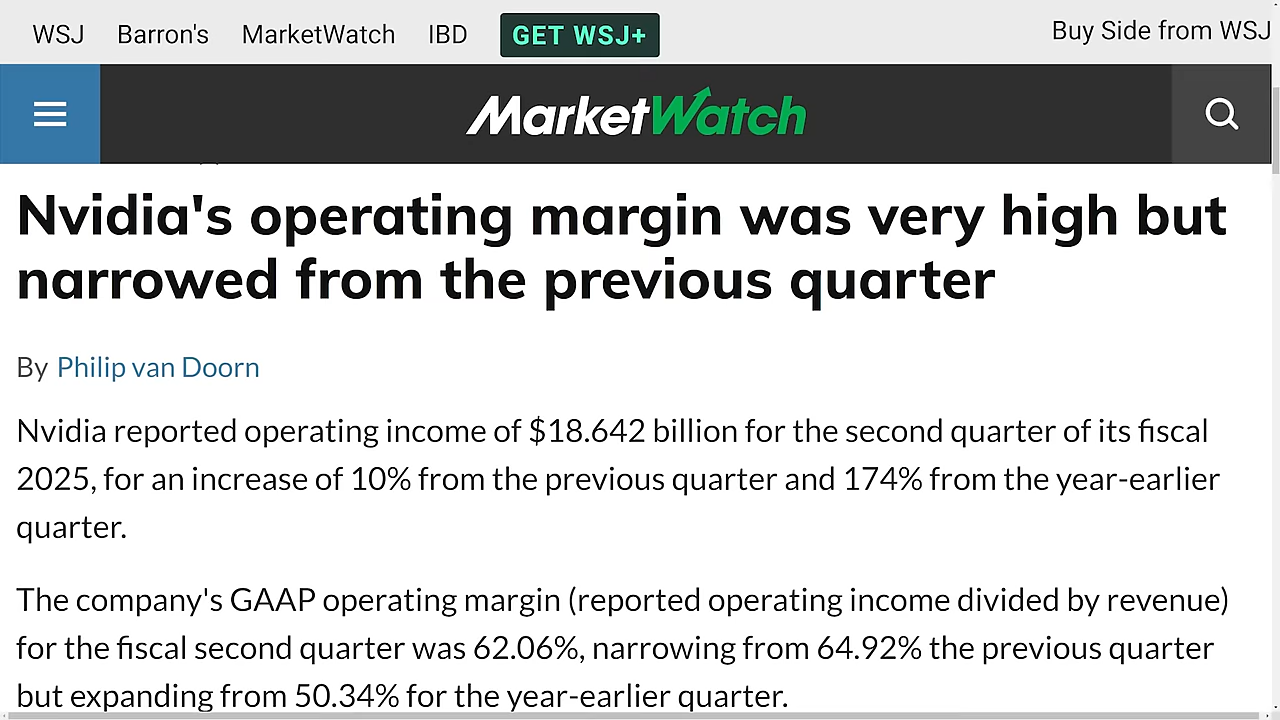 WSJ Barron's MarketWatch IBD GET WSJ+ Buy Side from WSJ
MarketWatch
Nvidia's operating margin was very high but
narrowed from the previous quarter
By Philip van Doorn
Nvidia reported operating income of $18.642 billion for the second quarter of its fiscal
2025, for an increase of 10% from the previous quarter and 174% from the year-earlier
quarter.
The company's GAAP operating margin (reported operating income divided by revenue)
for the fiscal second quarter was 62.06%, narrowing from 64.92% the previous quarter
but expanding from 50.34% for the year-earlier quarter.